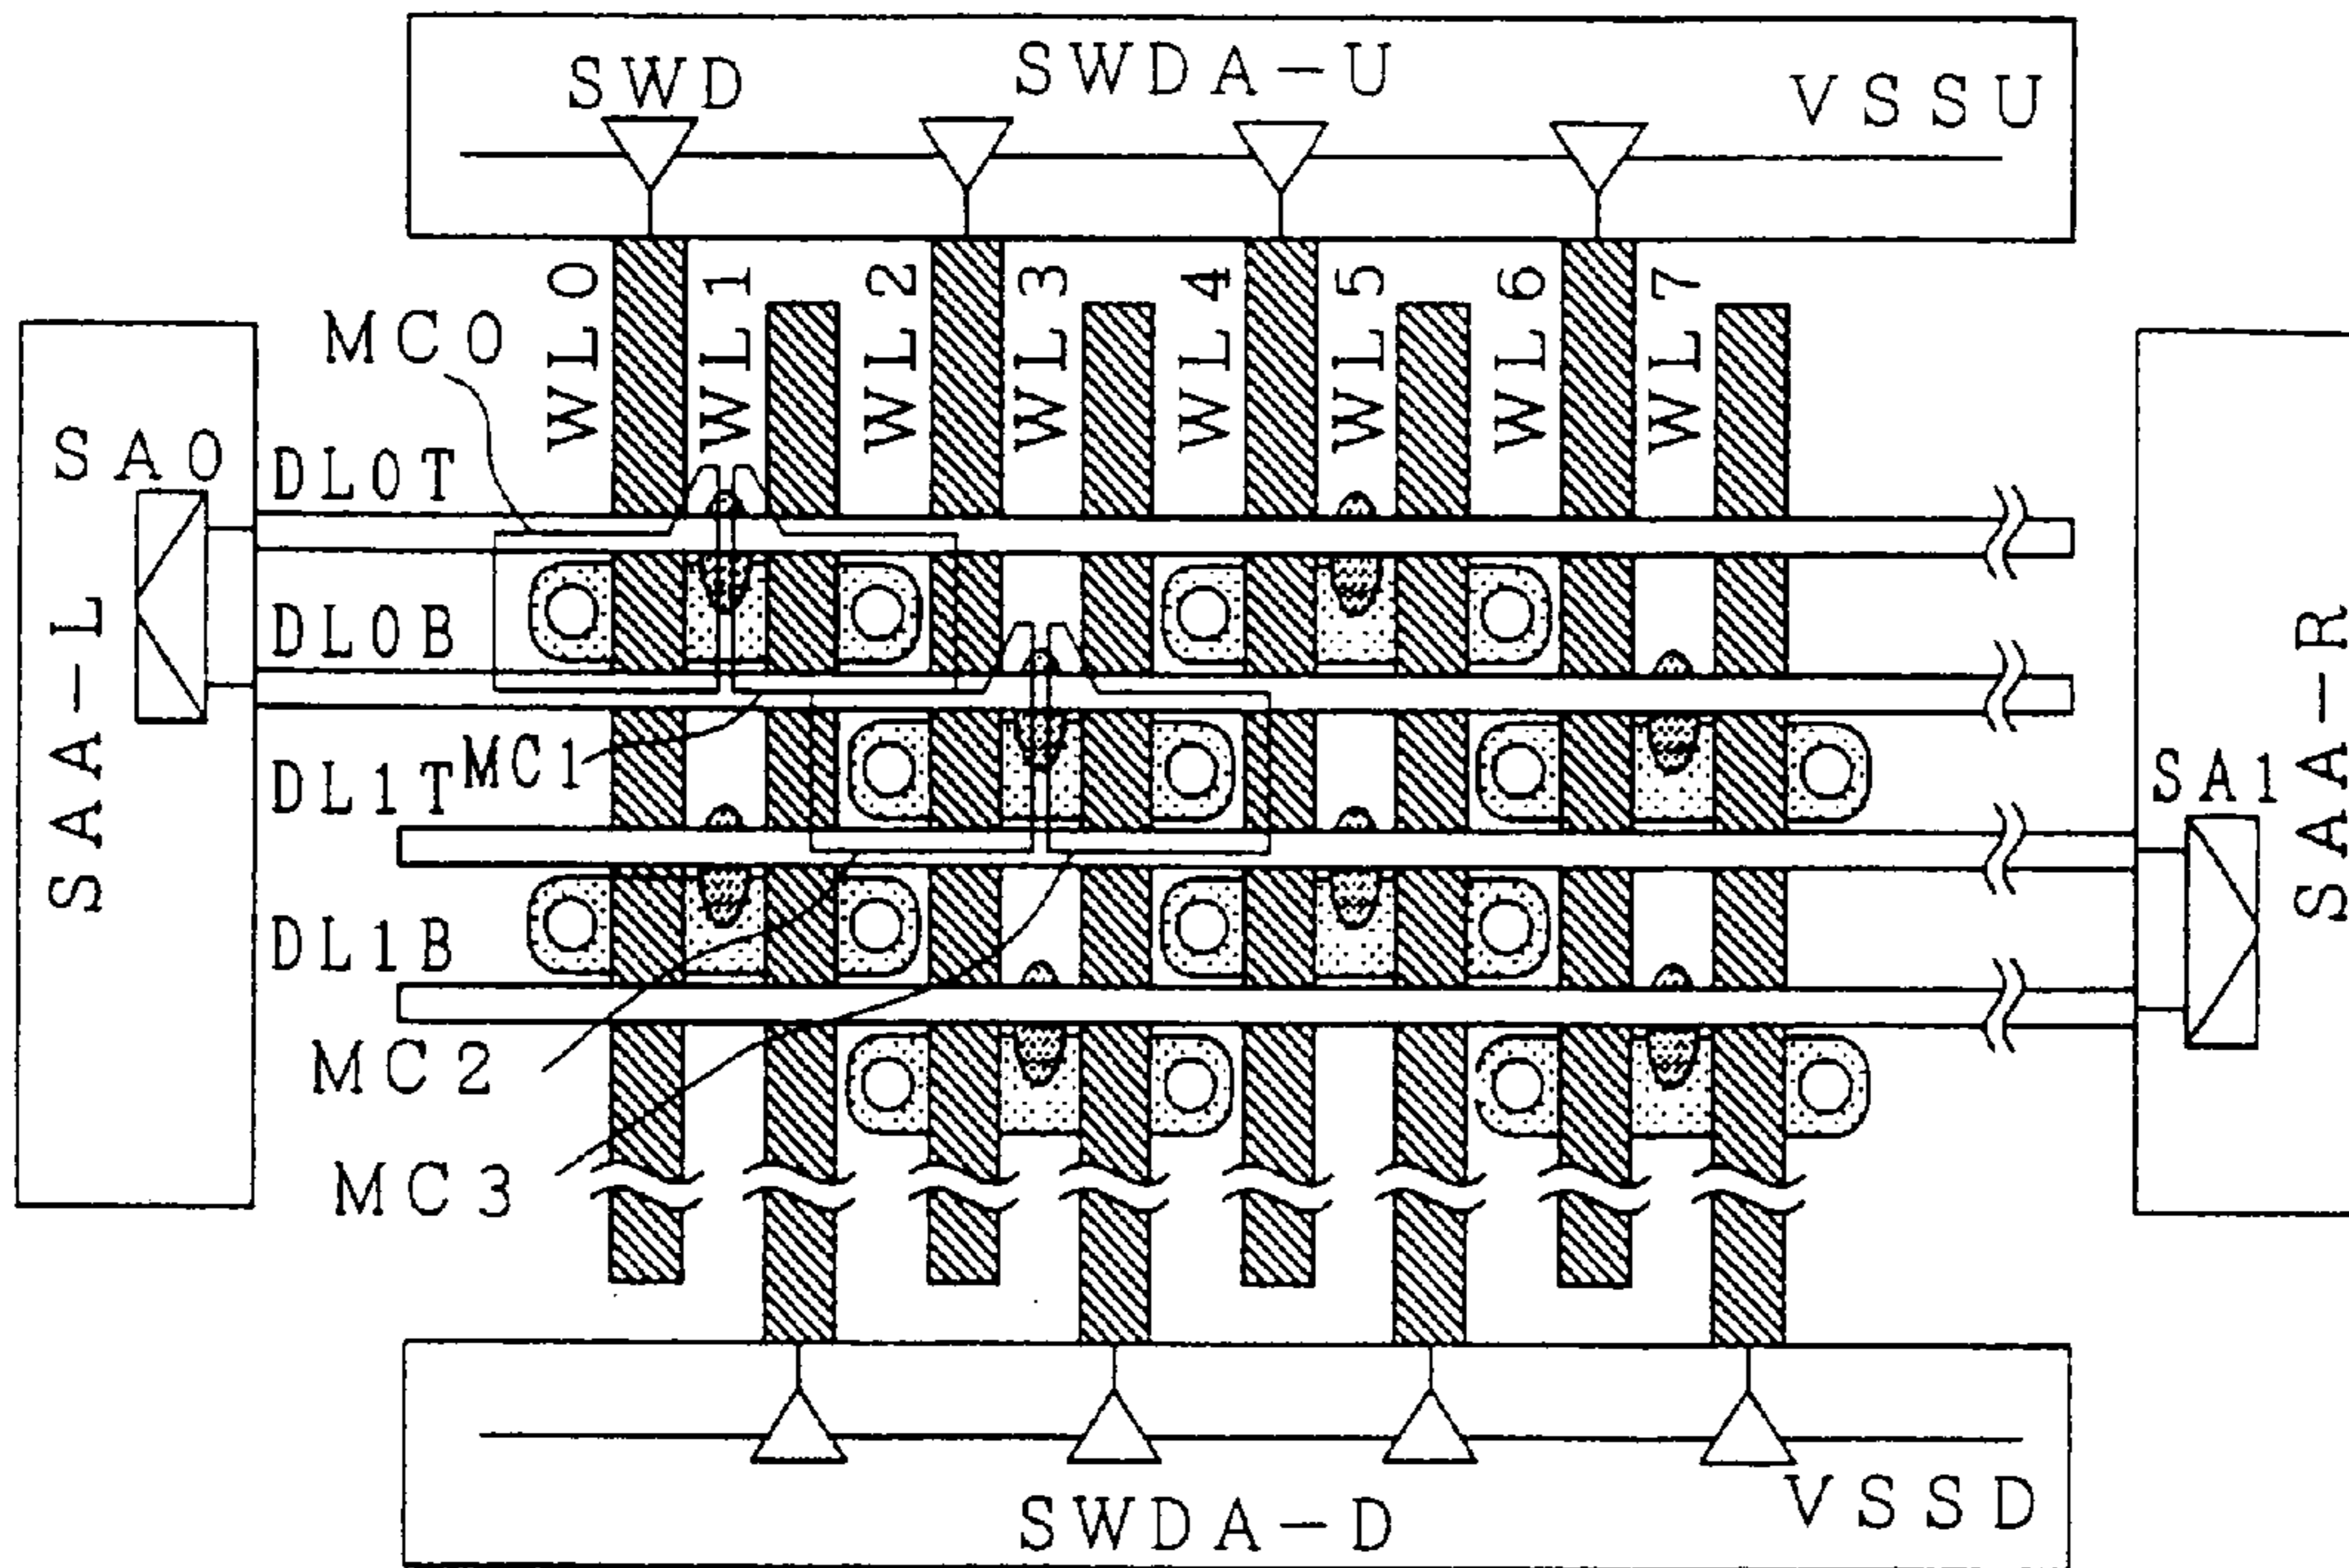 SWD
SWDA-U
VSSU
WL0
WL1
WL2
WL3
WL4
WL5
WL6
WL7
MC0
SA0
DL0T
DL0B
SAA-L
MC1
DL1T
DL1B
SA1
SAA-R
MC2
MC3
VSSD
SWDA-D